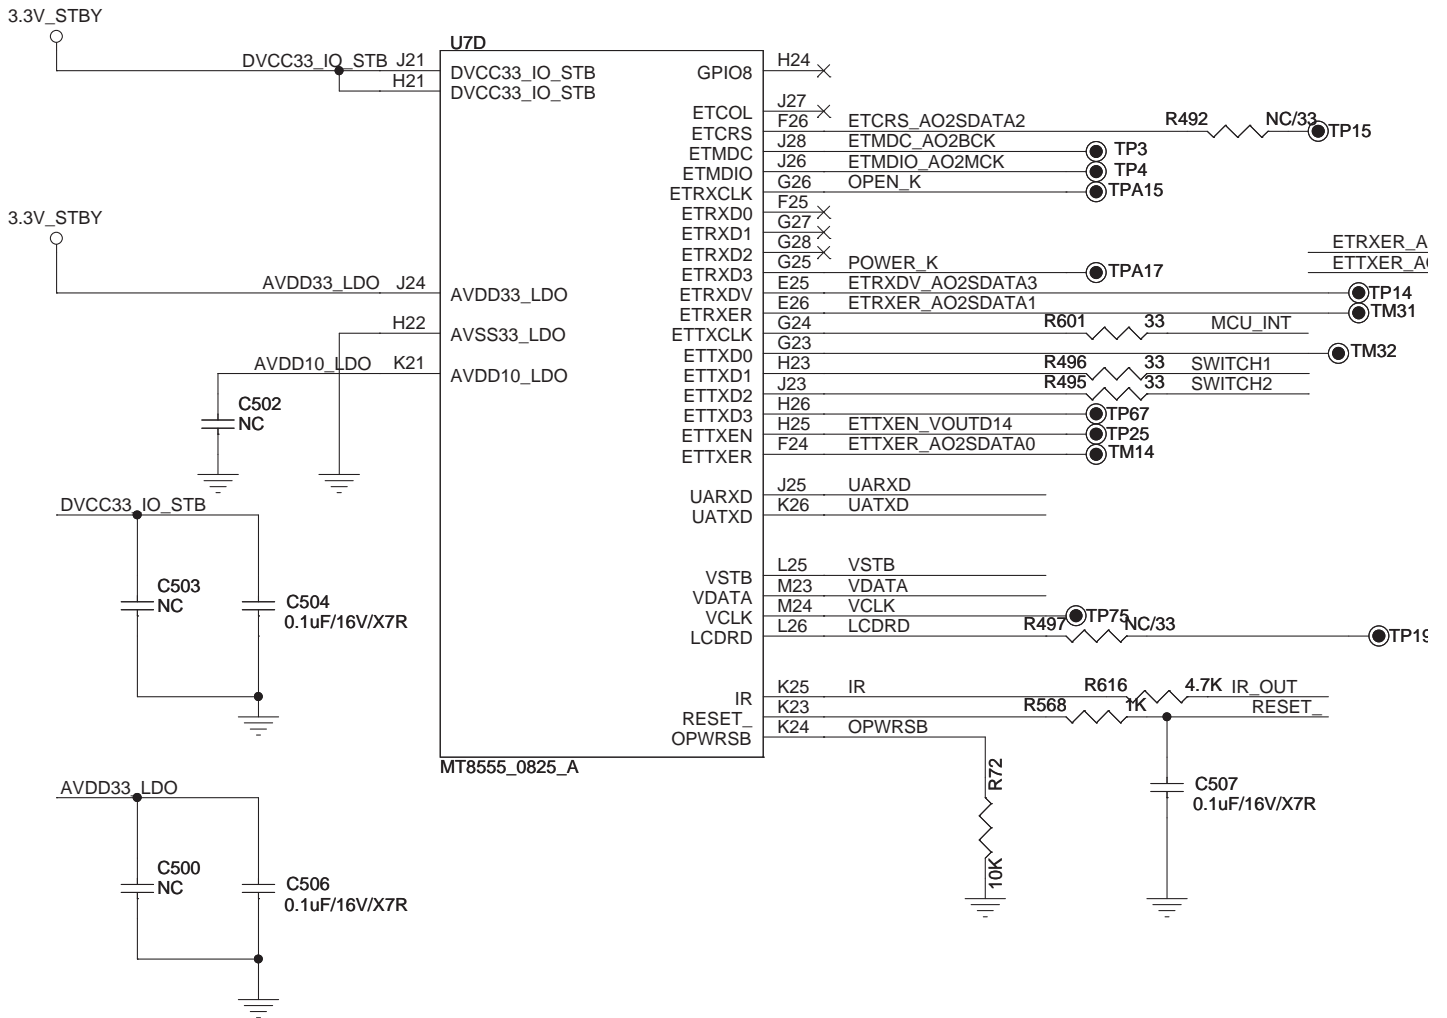 3.3V_STBY
DVCC33_IO_STB J21
H21
U7D
DVCC33_IO_STB
DVCC33_IO_STB
GPIO8 H24
ETCOL J27
ETCRS F26 ETCRS_AO2SDATA2 R492 NC/33 TP15
ETMDC J28 ETMDC_AO2BCK TP3
ETMDIO J26 ETMDIO_AO2MCK TP4
ETRXCLK G26 OPEN_K TPA15
ETRXD0 F25
3.3V_STBY
ETRXD1 G27
ETRXD2 G28
ETRXER_A
ETRXD3 G25 POWER_K TPA17
ETTXER_A
AVDD33_LDO J24 AVDD33_LDO
ETRXDV E25 ETRXDV_AO2SDATA3 TP14
ETRXER E26 ETRXER_AO2SDATA1 TM31
H22 AVSS33_LDO
ETTXCLK G24 R601 33 MCU_INT
ETTXD0 G23 TM32
AVDD10_LDO K21 AVDD10_LDO
ETTXD1 H23 R496 33 SWITCH1
ETTXD2 J23 R495 33 SWITCH2
C502
NC
ETTXD3 H26 TP67
ETTXEN H25 ETTXEN_VOUTD14 TP25
ETTXER F24 ETTXER_AO2SDATA0 TM14
UARXD J25 UARXD
UATXD K26 UATXD
DVCC33_IO_STB
C503
NC
C504
0.1uF/16V/X7R
VSTB L25 VSTB
VDATA M23 VDATA
VCLK M24 VCLK TP75
LCDRD L26 LCDRD R497 NC/33 TP19
IR K25 IR R616 4.7K IR_OUT
RESET_ K23 R568 1K RESET_
OPWRSB K24 OPWRSB
MT8555_0825_A
R72
10K
C507
0.1uF/16V/X7R
AVDD33_LDO
C500
NC
C506
0.1uF/16V/X7R